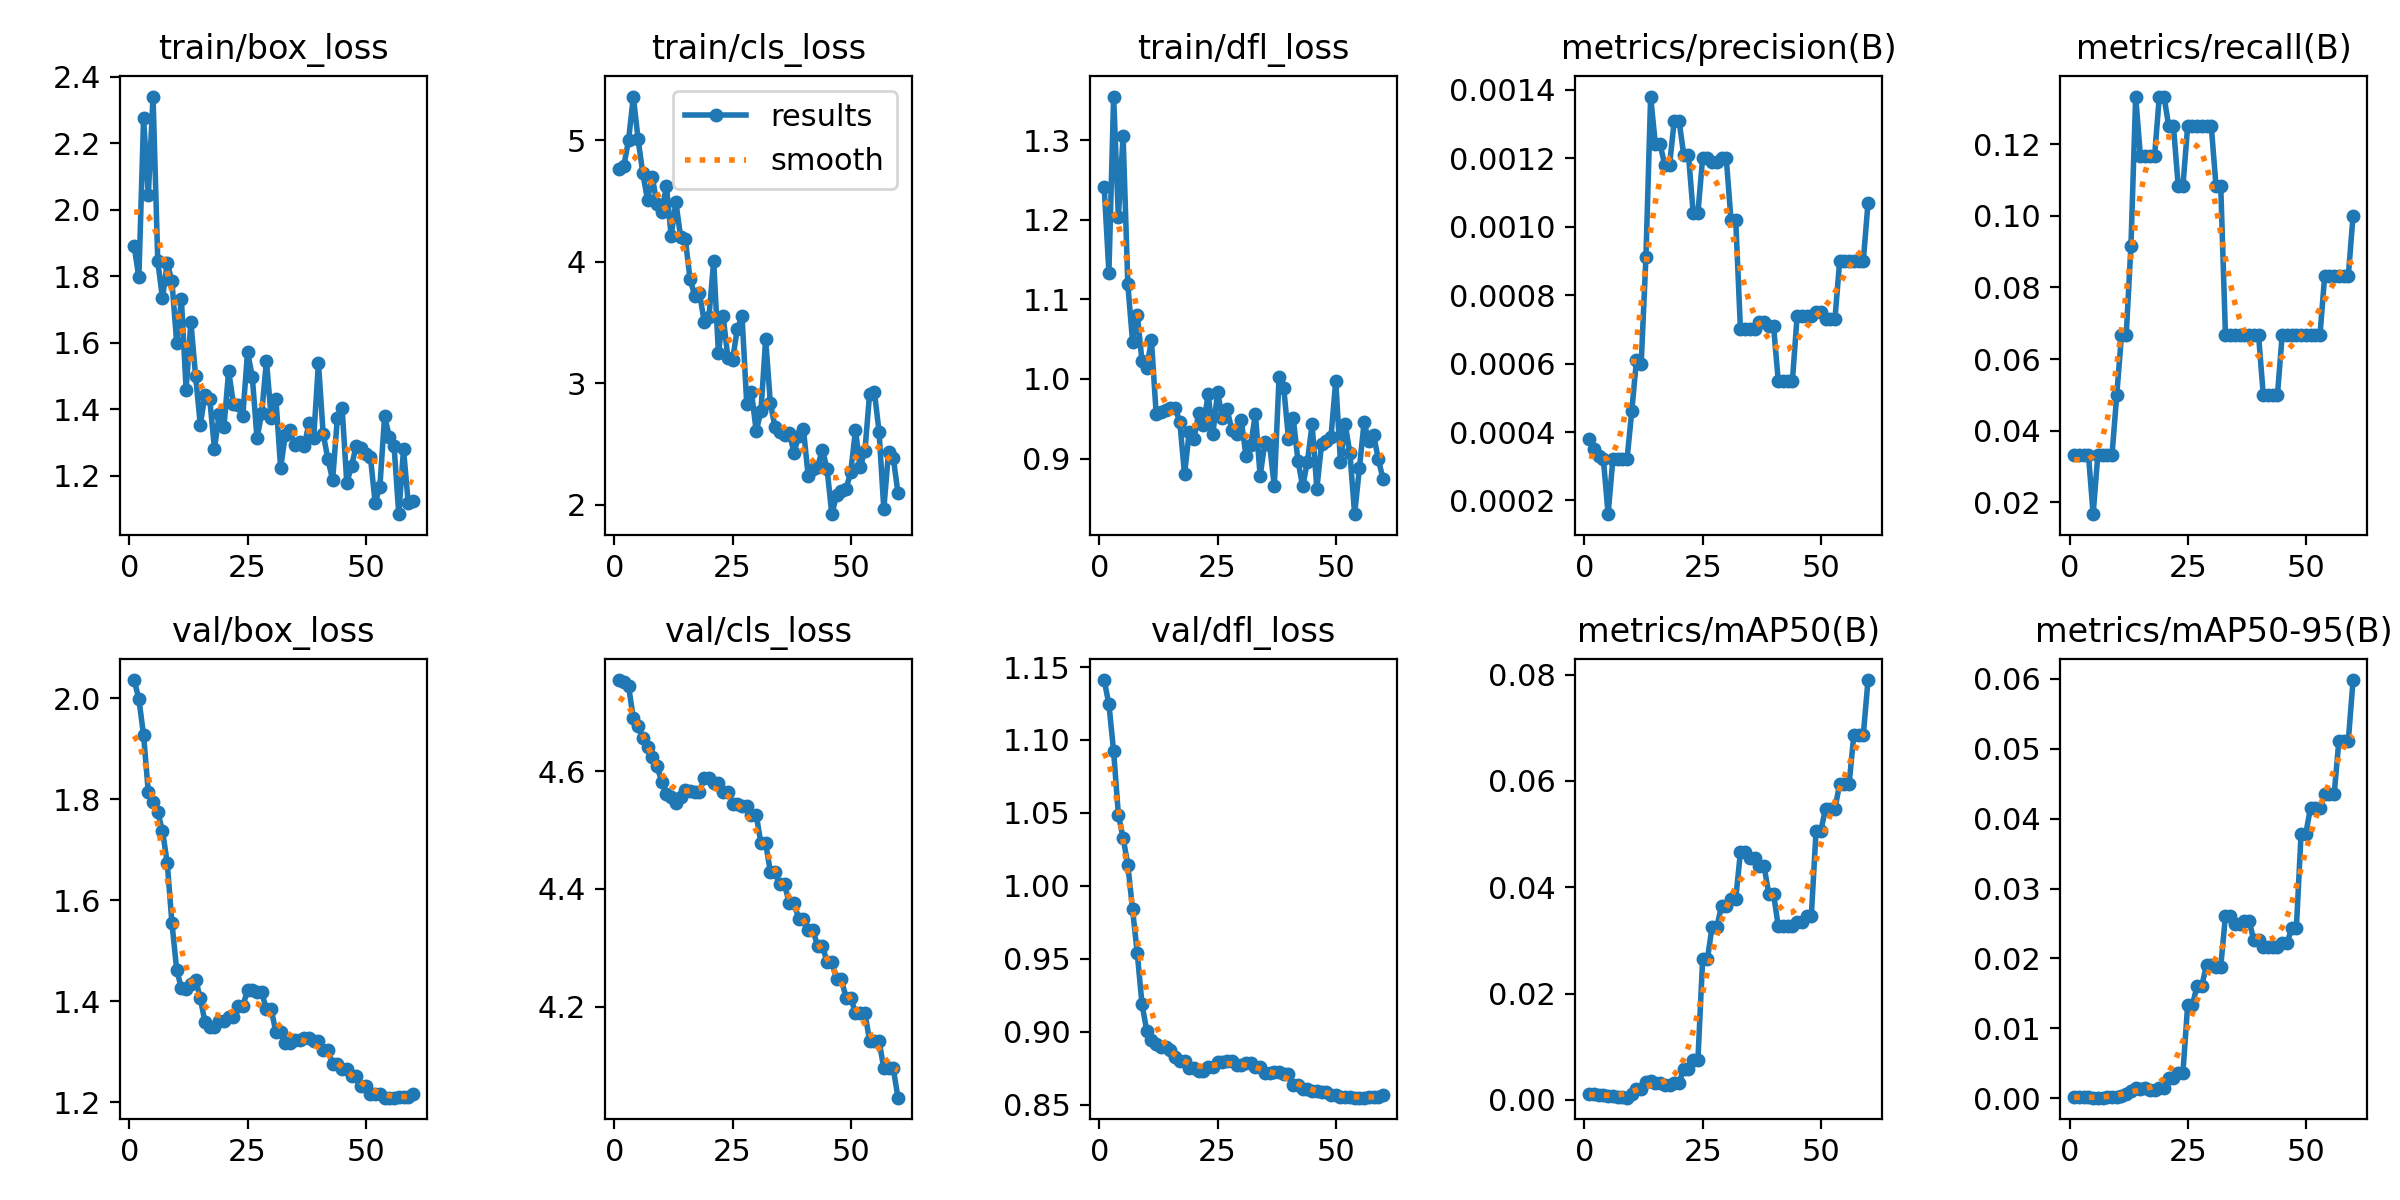 train/box_loss
2.4
2.2
2.0
1.8
1.6
1.4
1.2
0 25 50
train/cls_loss
results
smooth
5
4
3
2
0 25 50
train/dfl_loss
1.3
1.2
1.1
1.0
0.9
0 25 50
metrics/precision(B)
0.0014
0.0012
0.0010
0.0008
0.0006
0.0004
0.0002
0 25 50
metrics/recall(B)
0.12
0.10
0.08
0.06
0.04
0.02
0 25 50
val/box_loss
2.0
1.8
1.6
1.4
1.2
0 25 50
val/cls_loss
4.6
4.4
4.2
0 25 50
val/dfl_loss
1.15
1.10
1.05
1.00
0.95
0.90
0.85
0 25 50
metrics/mAP50(B)
0.08
0.06
0.04
0.02
0.00
0 25 50
metrics/mAP50-95(B)
0.06
0.05
0.04
0.03
0.02
0.01
0.00
0 25 50